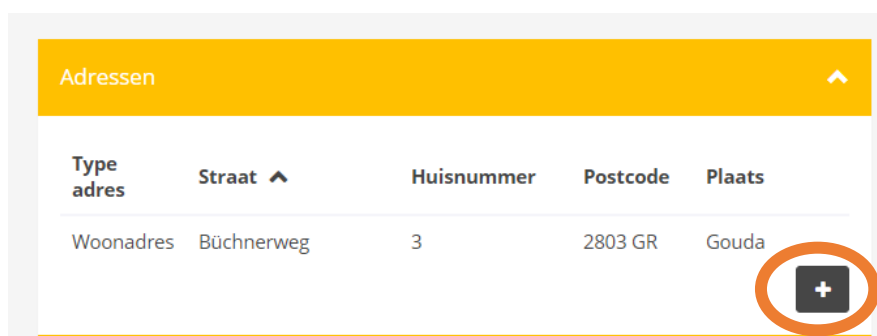 Adressen
Type adres Straat Huisnummer Postcode Plaats
Woonadres Büchnerweg 3 2803 GR Gouda
+